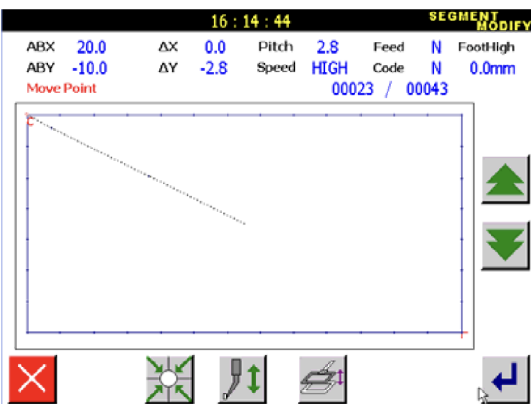 16 : 14 : 44
SEGMENT
MODIFY
ABX 20.0 ΔX 0.0 Pitch 2.8 Feed N FootHigh
ABY -10.0 ΔY -2.8 Speed HIGH Code N 0.0mm
Move Point 00023 / 00043